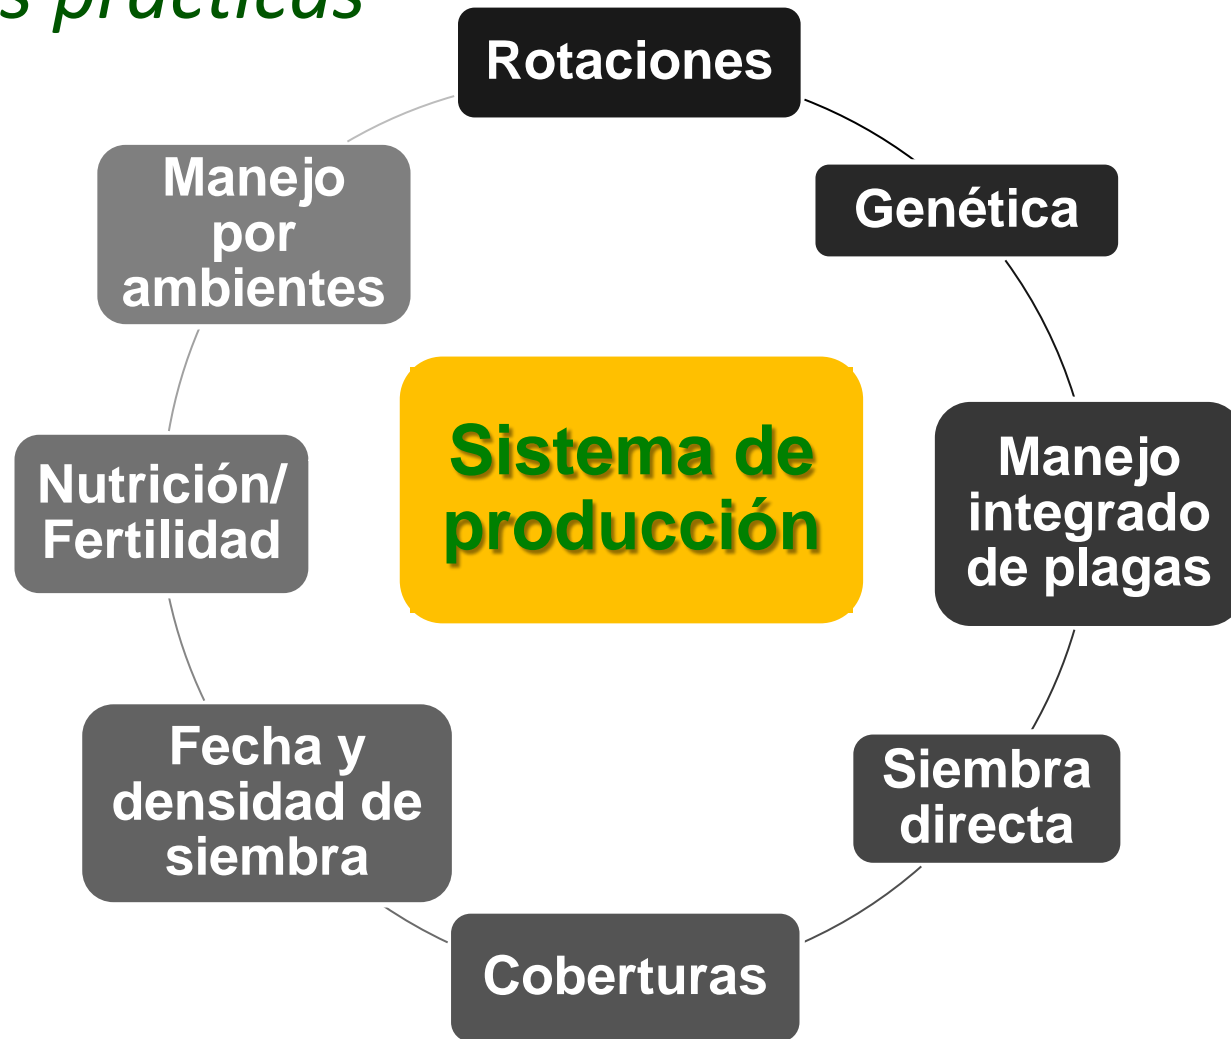 s prácticas
Rotaciones
Genética
Manejo
integrado
de plagas
Siembra
directa
Coberturas
Fecha y
densidad de
siembra
Nutrición/
Fertilidad
Manejo
por
ambientes
Sistema de
producción